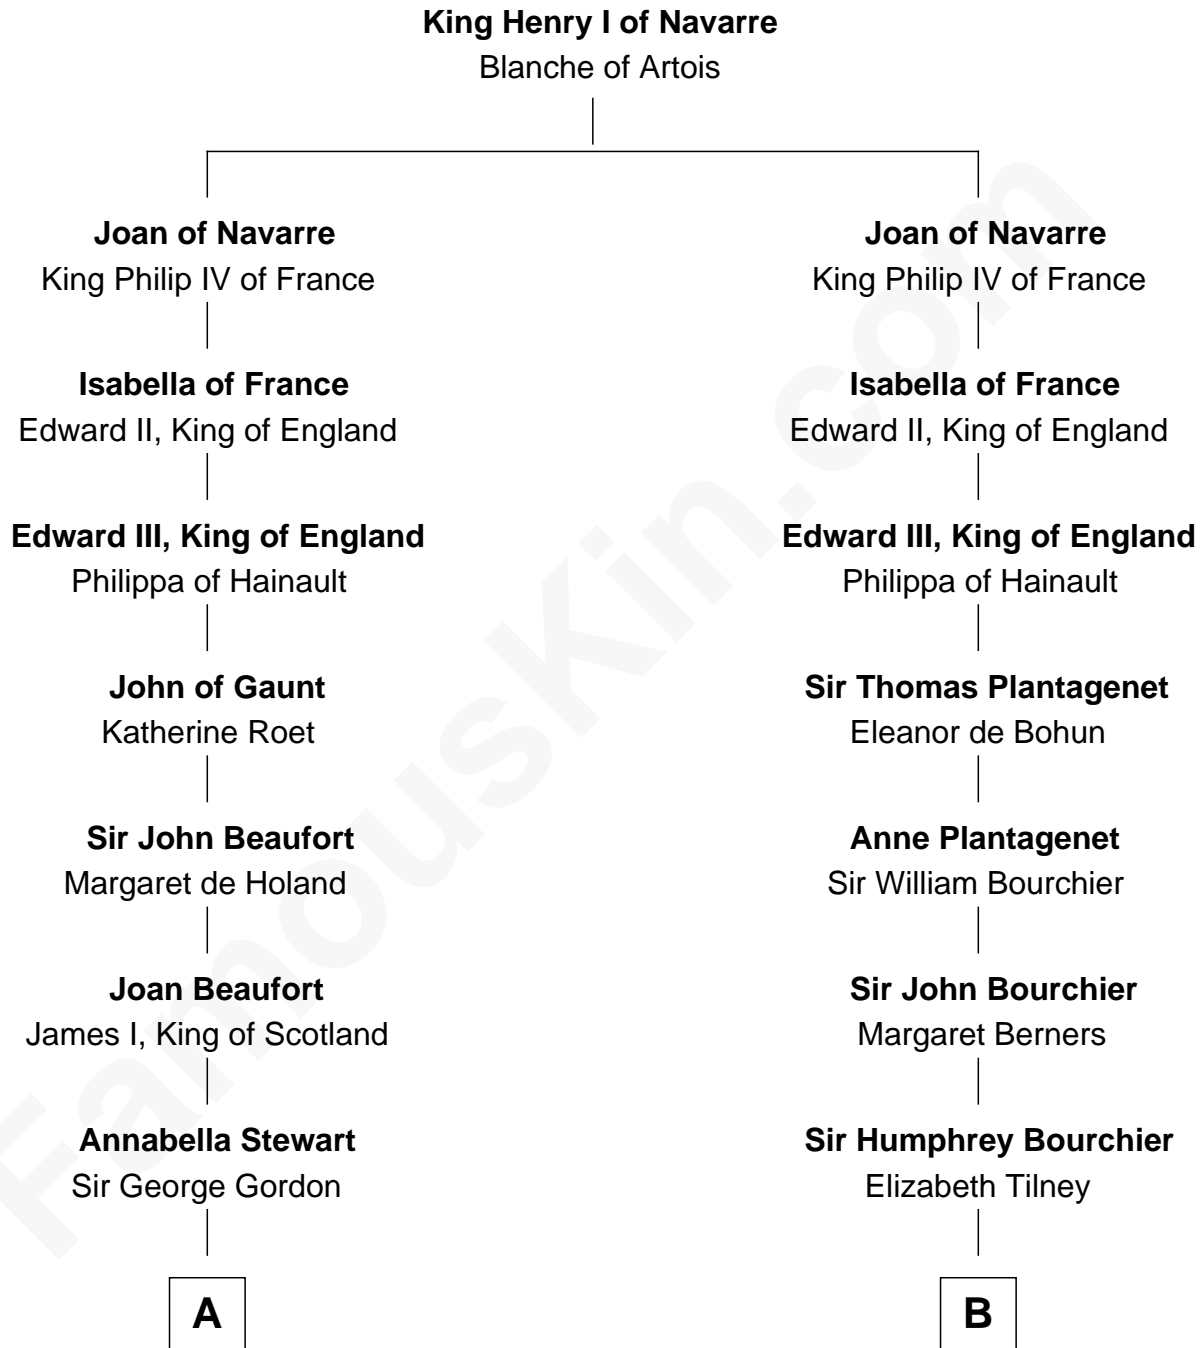 King Henry I of Navarre
Blanche of Artois
Joan of Navarre
King Philip IV of France
Isabella of France
Edward II, King of England
Edward III, King of England
Philippa of Hainault
John of Gaunt
Katherine Roet
Sir John Beaufort
Margaret de Holand
Joan Beaufort
James I, King of Scotland
Annabella Stewart
Sir George Gordon
A
Joan of Navarre
King Philip IV of France
Isabella of France
Edward II, King of England
Edward III, King of England
Philippa of Hainault
Sir Thomas Plantagenet
Eleanor de Bohun
Anne Plantagenet
Sir William Bourchier
Sir John Bourchier
Margaret Berners
Sir Humphrey Bourchier
Elizabeth Tilney
B
FamousKin.com